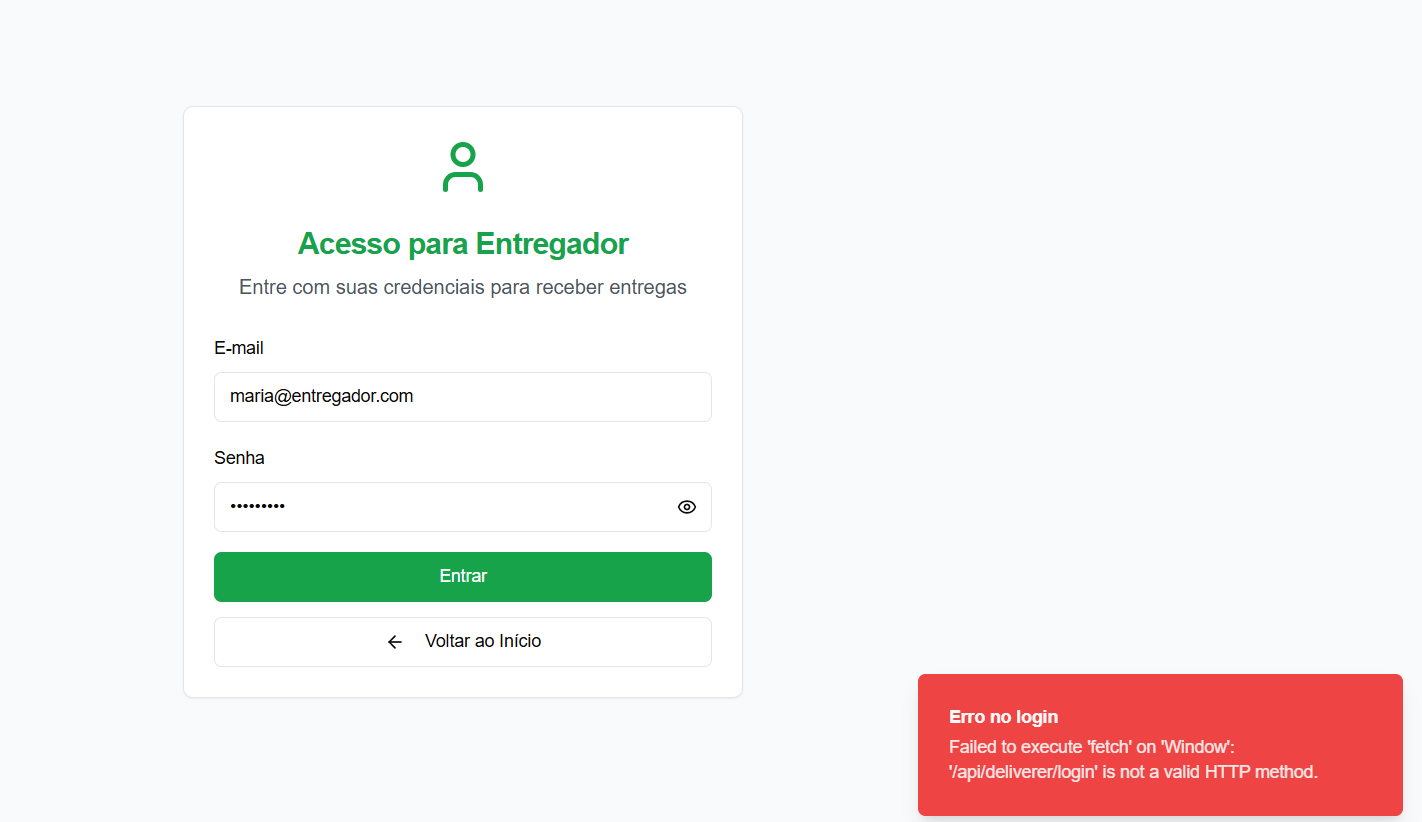 Acesso para Entregador
Entre com suas credenciais para receber entregas
E-mail
maria@entregador.com
Senha
•••••••••
Entrar
Voltar ao Início
Erro no login
Failed to execute 'fetch' on 'Window':
'/api/deliverer/login' is not a valid HTTP method.